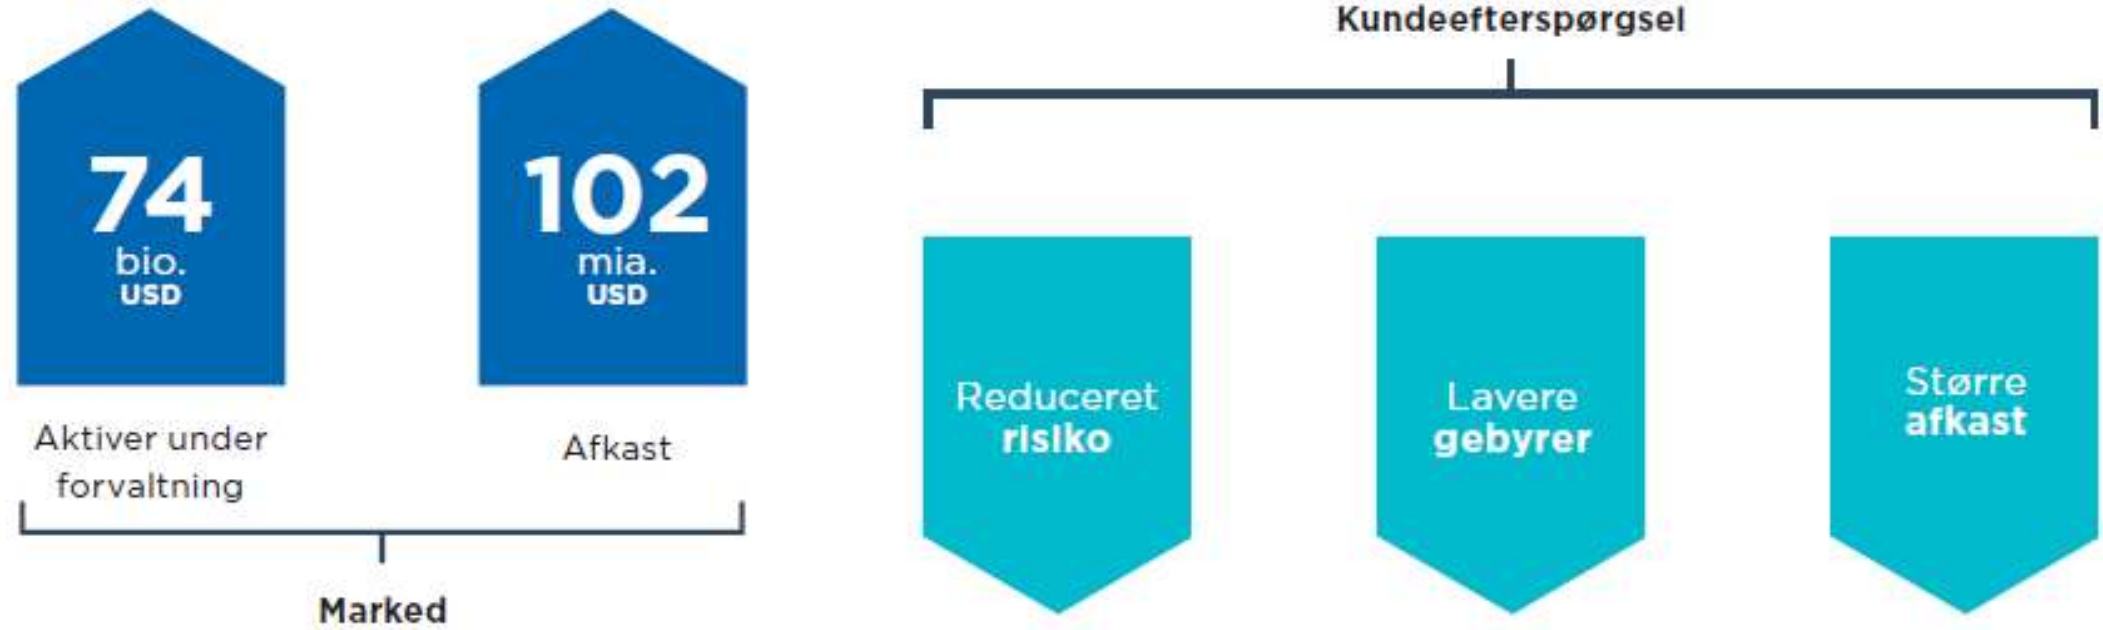 74
bio.
USD
Aktiver under
forvaltning
102
mia.
USD
Afkast
Marked
Kundeefterspørgsel
Reduceret
risiko
Lavere
gebyrer
Større
afkast